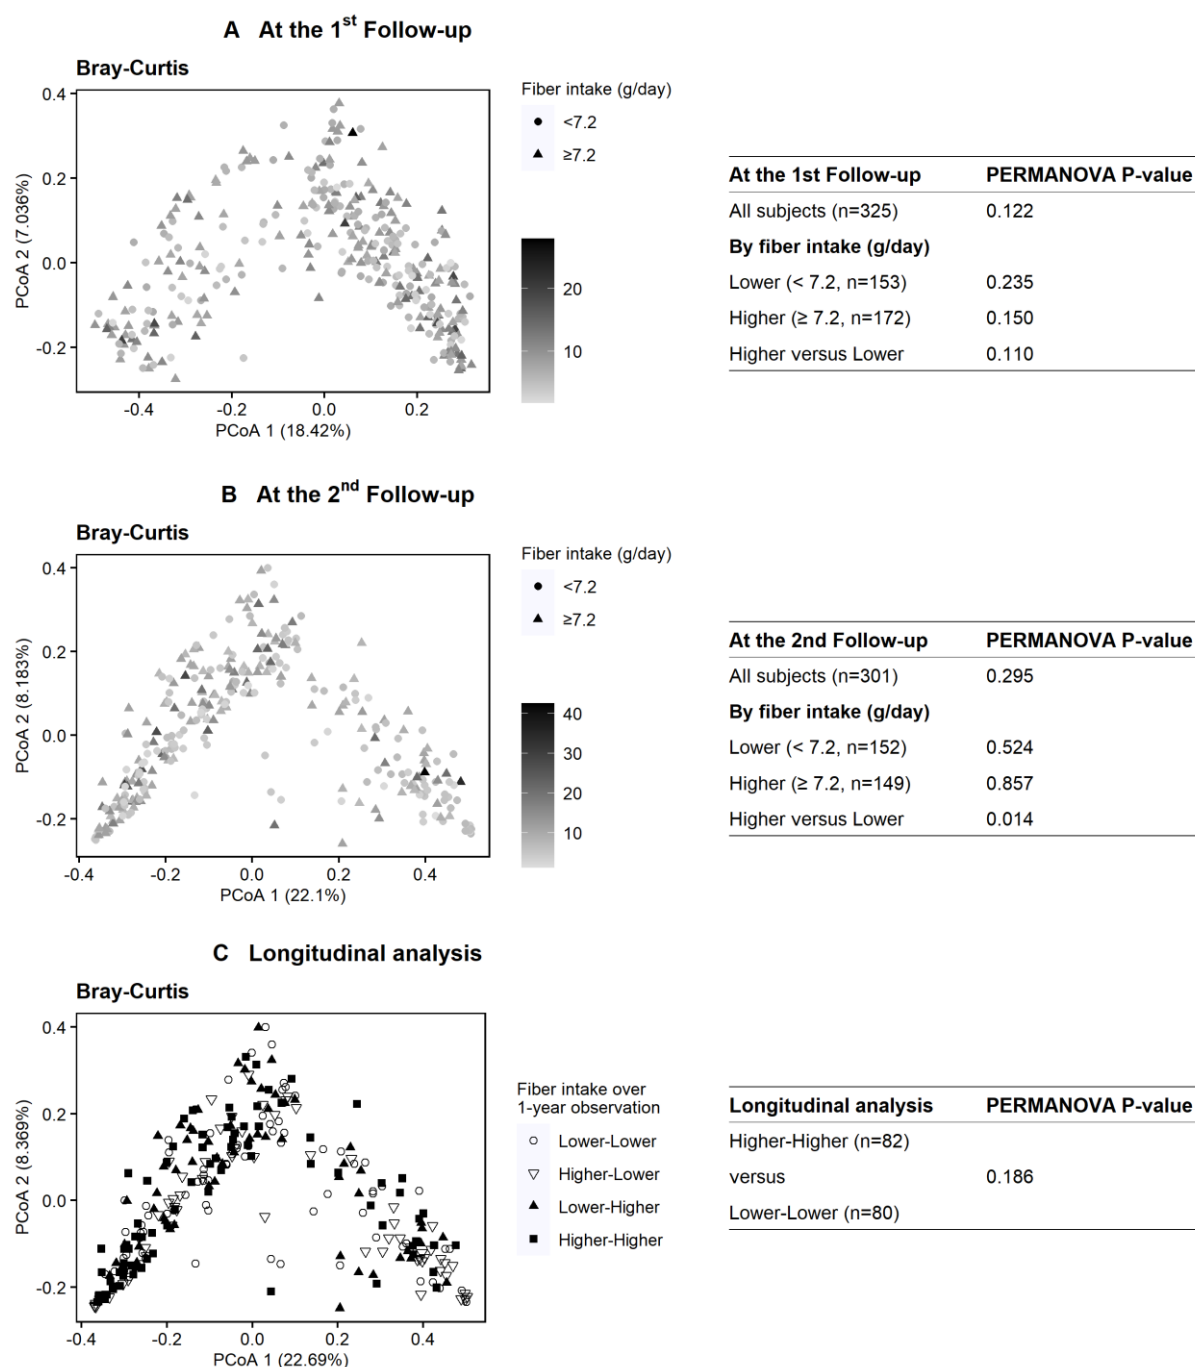 A At the 1st Follow-up
Bray-Curtis
0.4
0.2
0.0
-0.2
PCoA 2 (7.036%)
-0.4
-0.2
0.0
0.2
PCoA 1 (18.42%)
Fiber intake (g/day)
<7.2
≥7.2
20
10
At the 1st Follow-up PERMANOVA P-value
All subjects (n=325) 0.122
By fiber intake (g/day)
Lower (< 7.2, n=153) 0.235
Higher (≥ 7.2, n=172) 0.150
Higher versus Lower 0.110
B At the 2nd Follow-up
Bray-Curtis
0.4
0.2
0.0
-0.2
PCoA 2 (8.183%)
-0.4
-0.2
0.0
0.2
0.4
PCoA 1 (22.1%)
Fiber intake (g/day)
<7.2
≥7.2
40
30
20
10
At the 2nd Follow-up PERMANOVA P-value
All subjects (n=301) 0.295
By fiber intake (g/day)
Lower (< 7.2, n=152) 0.524
Higher (≥ 7.2, n=149) 0.857
Higher versus Lower 0.014
C Longitudinal analysis
Bray-Curtis
0.4
0.2
0.0
-0.2
PCoA 2 (8.369%)
-0.4
-0.2
0.0
0.2
0.4
PCoA 1 (22.69%)
Fiber intake over
1-year observation
Lower-Lower
Higher-Lower
Lower-Higher
Higher-Higher
Longitudinal analysis PERMANOVA P-value
Higher-Higher (n=82)
versus 0.186
Lower-Lower (n=80)